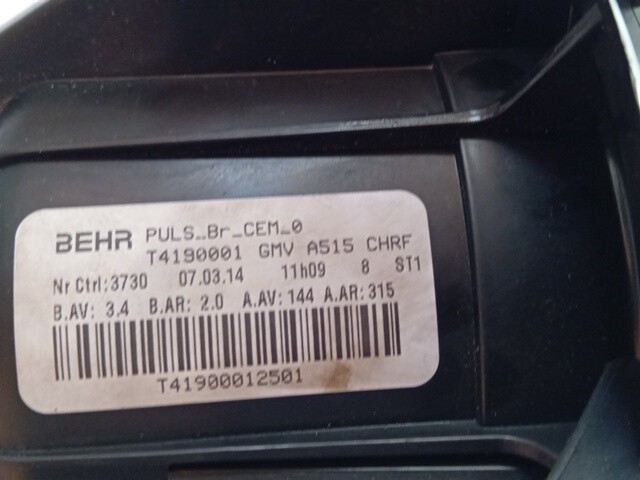 BEHR PULS_Br_CEM_0
T4190001 GMV A515 CHRF
Nr Ctrl:3730 07.03.14 11h09 8 ST1
B.AV: 3.4 B.AR: 2.0 A.AV: 144 A.AR: 315
T41900012501